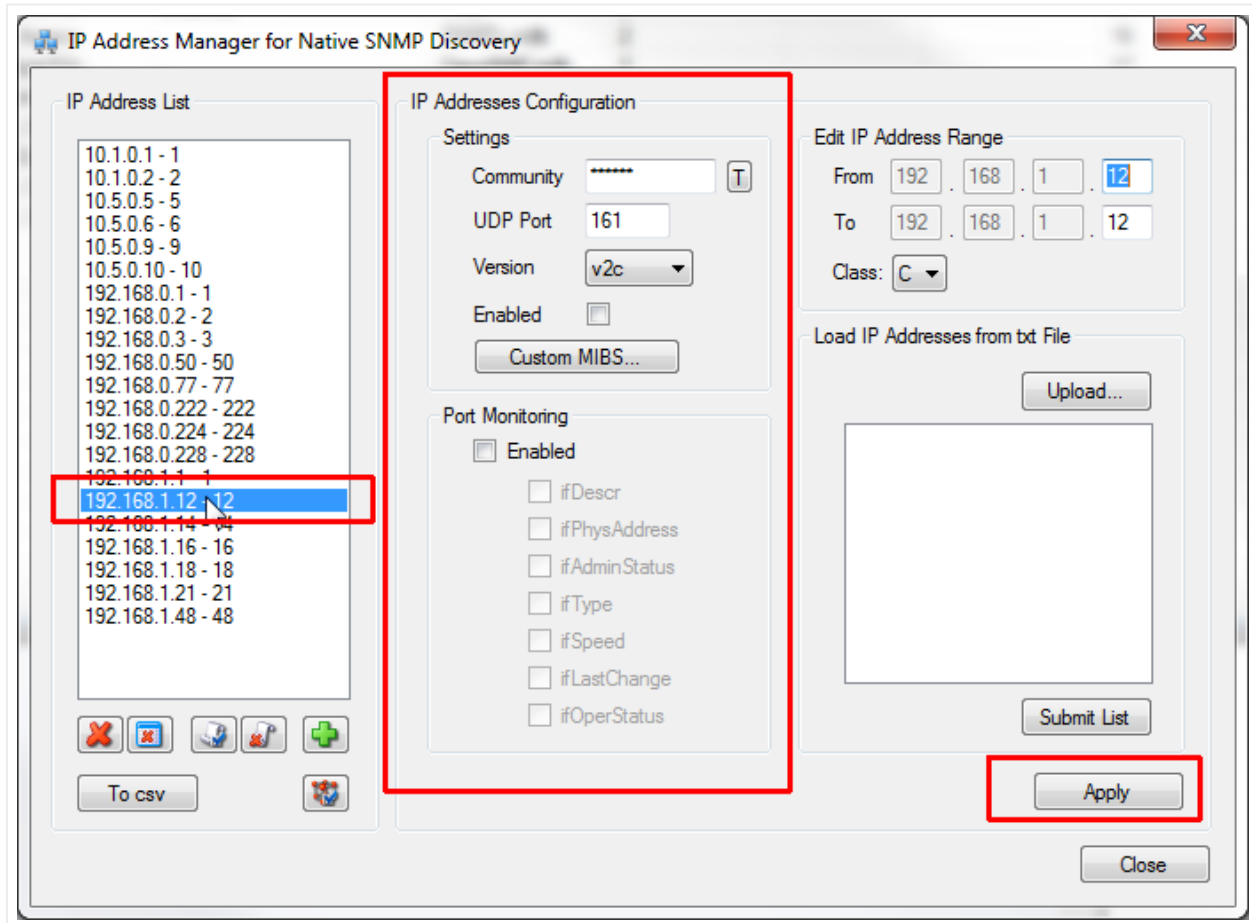 IP Address Manager for Native SNMP Discovery
IP Address List
10.1.0.1 - 1
10.1.0.2 - 2
10.5.0.5 - 5
10.5.0.6 - 6
10.5.0.9 - 9
10.5.0.10 - 10
192.168.0.1 - 1
192.168.0.2 - 2
192.168.0.3 - 3
192.168.0.50 - 50
192.168.0.77 - 77
192.168.0.222 - 222
192.168.0.224 - 224
192.168.0.228 - 228
192.168.1.1 - 1
192.168.1.12 - 12
192.168.1.14 - 14
192.168.1.16 - 16
192.168.1.18 - 18
192.168.1.21 - 21
192.168.1.48 - 48
To csv
IP Addresses Configuration
Settings
Community ****** T
UDP Port 161
Version v2c
Enabled
Custom MIBS...
Port Monitoring
Enabled
ifDescr
ifPhysAddress
ifAdminStatus
ifType
ifSpeed
ifLastChange
ifOperStatus
Edit IP Address Range
From 192 . 168 . 1 . 12
To 192 . 168 . 1 . 12
Class: C
Load IP Addresses from txt File
Upload...
Submit List
Apply
Close